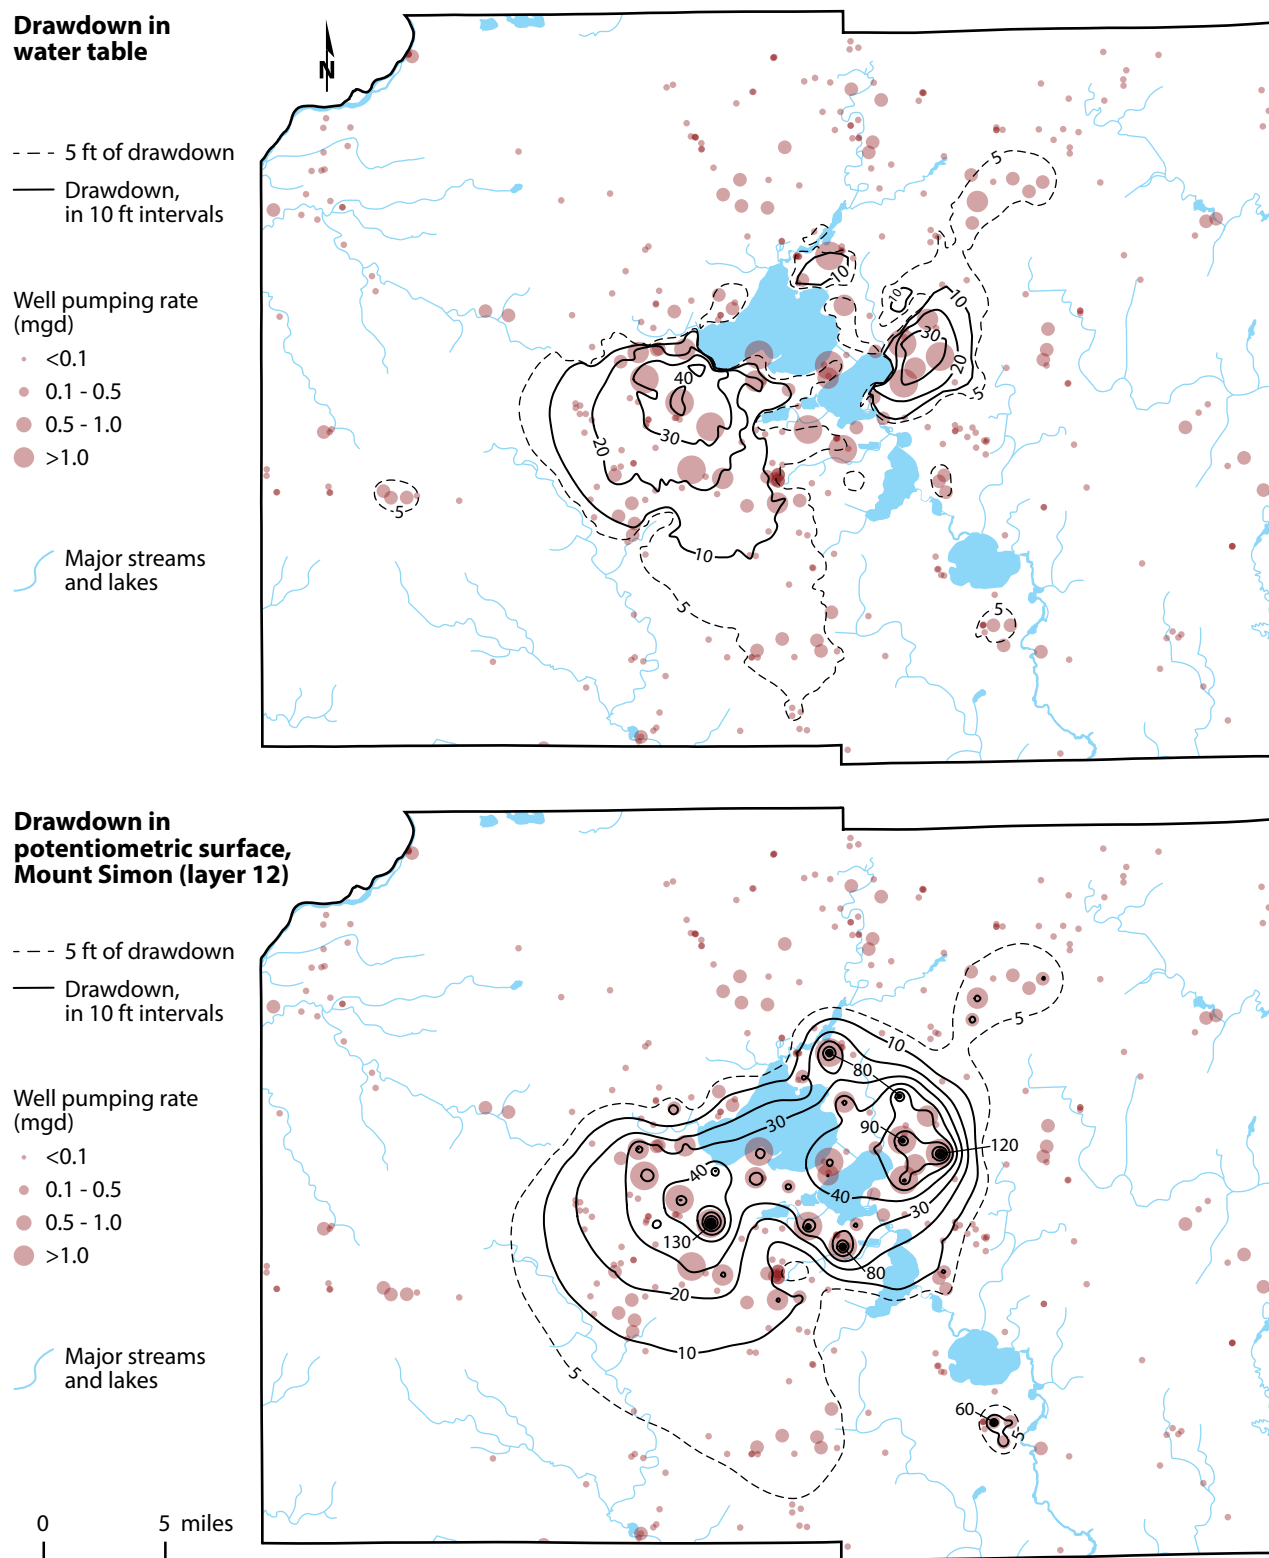 Drawdown in
water table
N
5 ft of drawdown
Drawdown,
in 10 ft intervals
Well pumping rate
(mgd)
<0.1
0.1 - 0.5
0.5 - 1.0
>1.0
Major streams
and lakes
5
10
10
10
30
20
5
40
30
20
10
5
5
5
Drawdown in
potentiometric surface,
Mount Simon (layer 12)
5 ft of drawdown
Drawdown,
in 10 ft intervals
Well pumping rate
(mgd)
<0.1
0.1 - 0.5
0.5 - 1.0
>1.0
Major streams
and lakes
5
10
80
30
90
120
40
40
30
130
80
20
10
5
60
5
0 5 miles